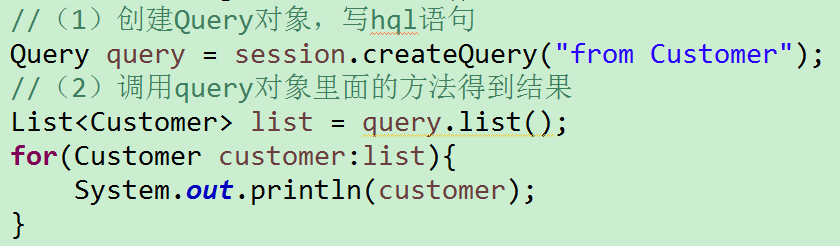 //（1）创建Query对象，写hql语句
Query query = session.createQuery("from Customer");
//（2）调用query对象里面的方法得到结果
List<Customer> list = query.list();
for(Customer customer:list){
    System.out.println(customer);
}